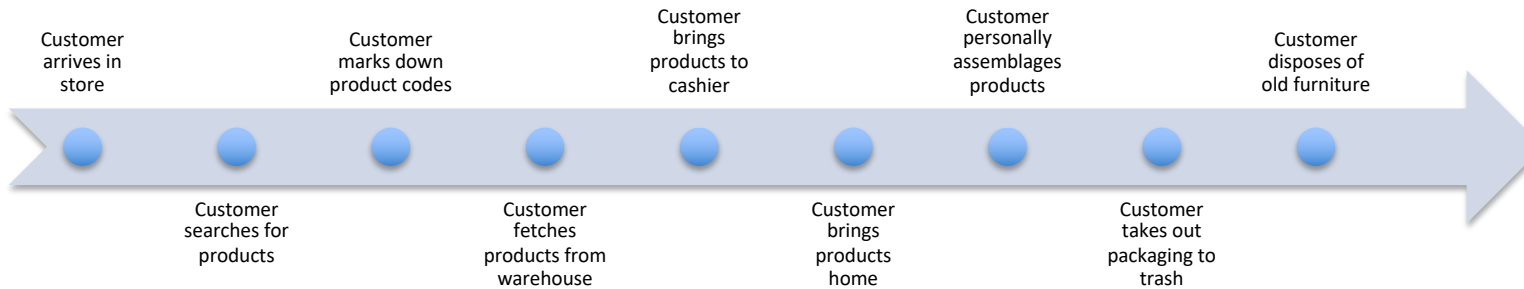 Customer
arrives in
store
Customer
searches for
products
Customer
marks down
product codes
Customer
fetches
products from
warehouse
Customer
brings
products to
cashier
Customer
brings
products
home
Customer
personally
assemblages
products
Customer
takes out
packaging to
trash
Customer
disposes of
old furniture